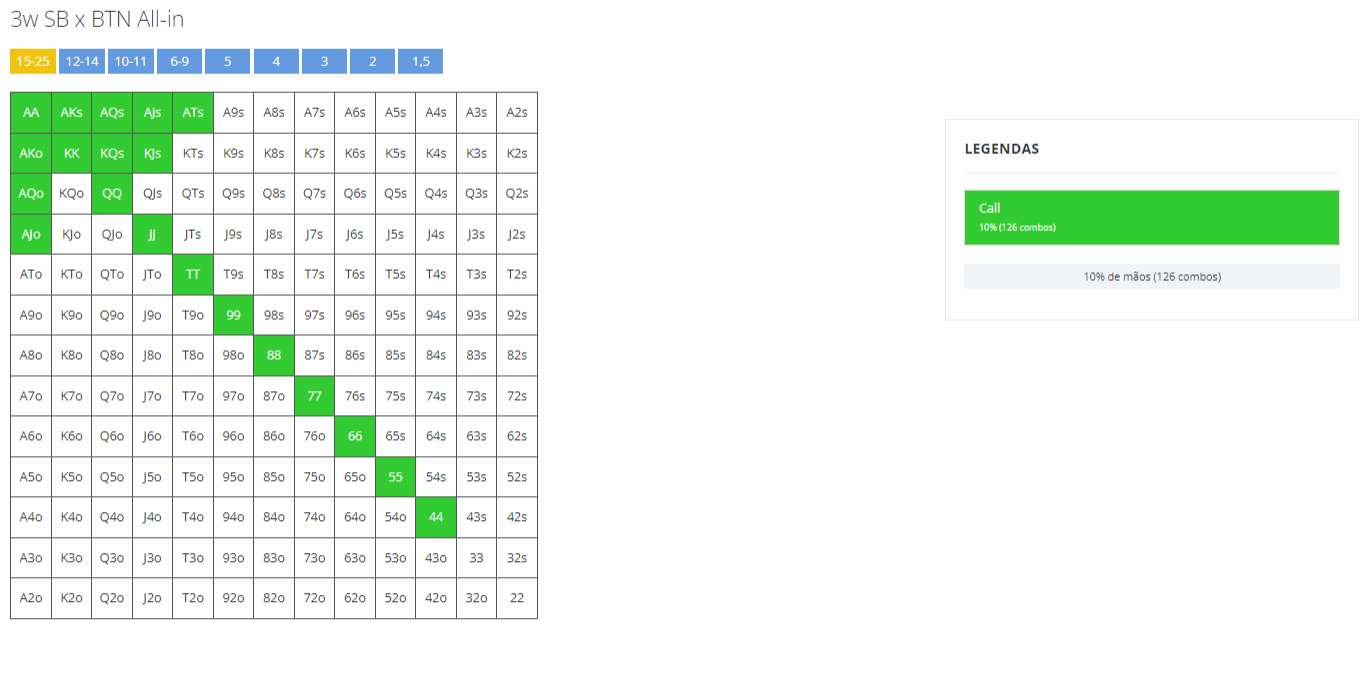 3w SB x BTN All-in
15-25 12-14 10-11 6-9 5 4 3 2 1,5
AA AKs AQs AJs ATs A9s A8s A7s A6s A5s A4s A3s A2s
AKo KK KQs KJs KTs K9s K8s K7s K6s K5s K4s K3s K2s
AQo KQo QQ QJs QTs Q9s Q8s Q7s Q6s Q5s Q4s Q3s Q2s
AJo KJo QJo JJ JTs J9s J8s J7s J6s J5s J4s J3s J2s
ATo KTo QTo JTo TT T9s T8s T7s T6s T5s T4s T3s T2s
A9o K9o Q9o J9o T9o 99 98s 97s 96s 95s 94s 93s 92s
A8o K8o Q8o J8o T8o 98o 88 87s 86s 85s 84s 83s 82s
A7o K7o Q7o J7o T7o 97o 87o 77 76s 75s 74s 73s 72s
A6o K6o Q6o J6o T6o 96o 86o 76o 66 65s 64s 63s 62s
A5o K5o Q5o J5o T5o 95o 85o 75o 65o 55 54s 53s 52s
A4o K4o Q4o J4o T4o 94o 84o 74o 64o 54o 44 43s 42s
A3o K3o Q3o J3o T3o 93o 83o 73o 63o 53o 43o 33 32s
A2o K2o Q2o J2o T2o 92o 82o 72o 62o 52o 42o 32o 22
LEGENDAS
Call
10% (126 combos)
10% de mãos (126 combos)